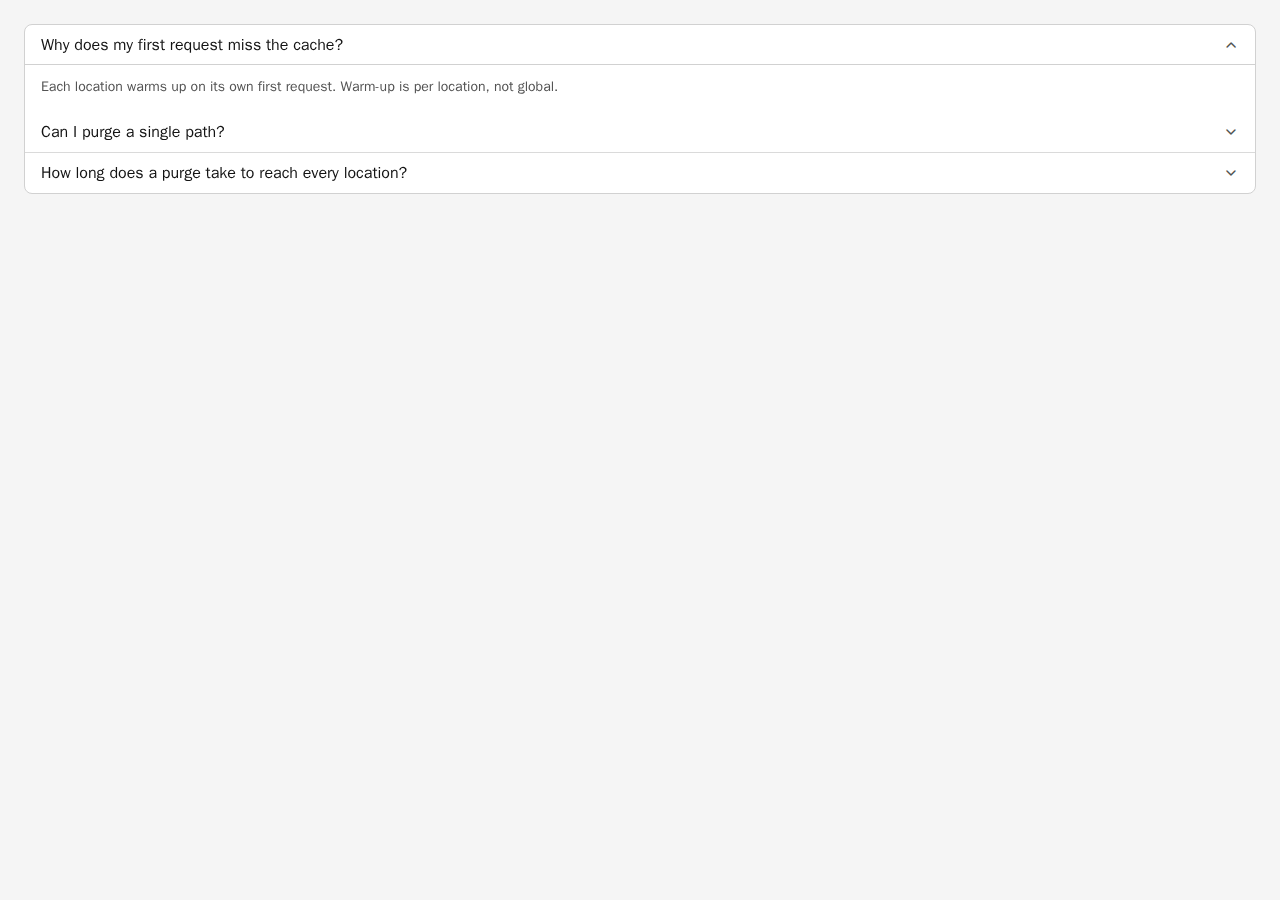 Why does my first request miss the cache?
Each location warms up on its own first request. Warm-up is per location, not global.
Can I purge a single path?
How long does a purge take to reach every location?